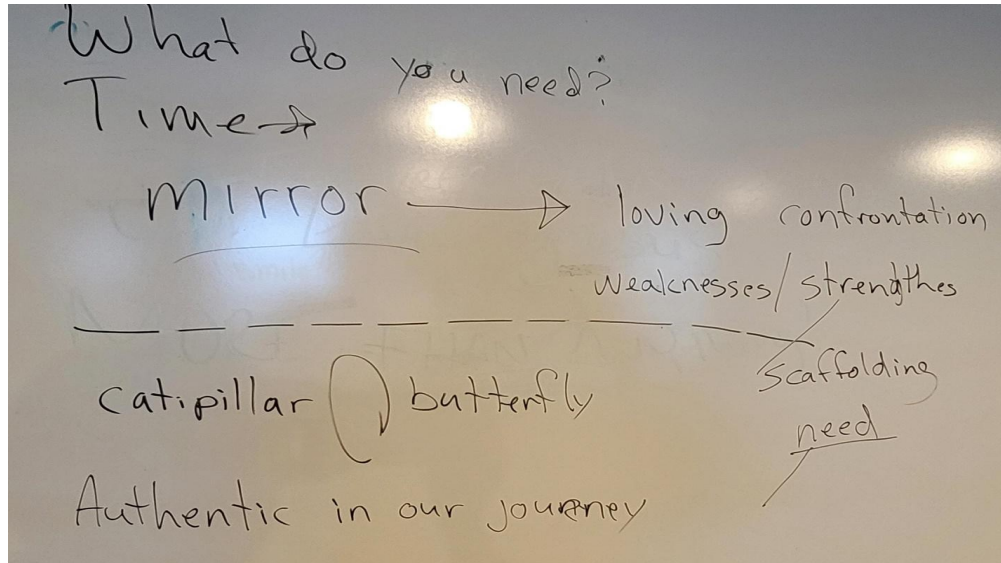 What do you need?
Time →
mirror → loving confrontation
weaknesses/strengthes
scaffolding
catipillar butterfly
need
Authentic in our journey